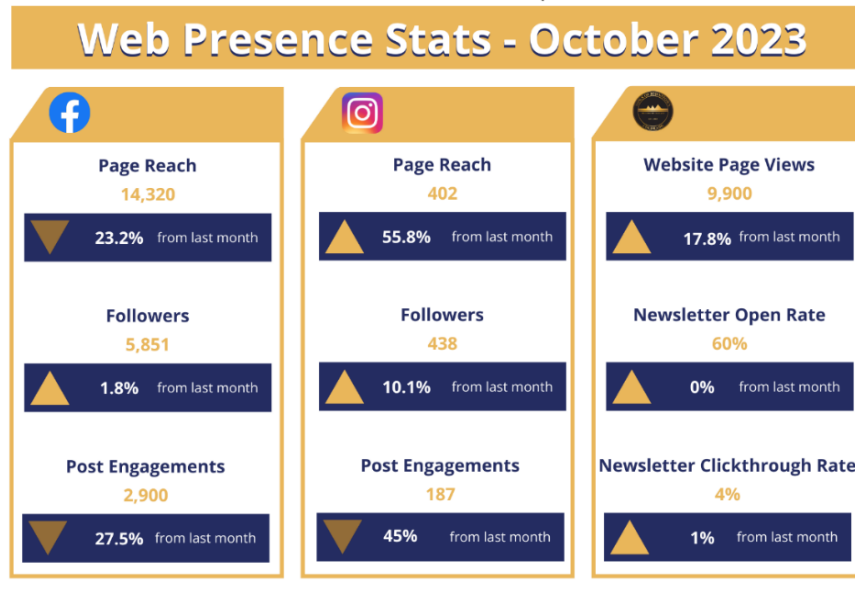 Web Presence Stats - October 2023
Page Reach
14,320
23.2% from last month
Followers
5,851
1.8% from last month
Post Engagements
2,900
27.5% from last month
Page Reach
402
55.8% from last month
Followers
438
10.1% from last month
Post Engagements
187
45% from last month
Website Page Views
9,900
17.8% from last month
Newsletter Open Rate
60%
0% from last month
Newsletter Clickthrough Rate
4%
1% from last month